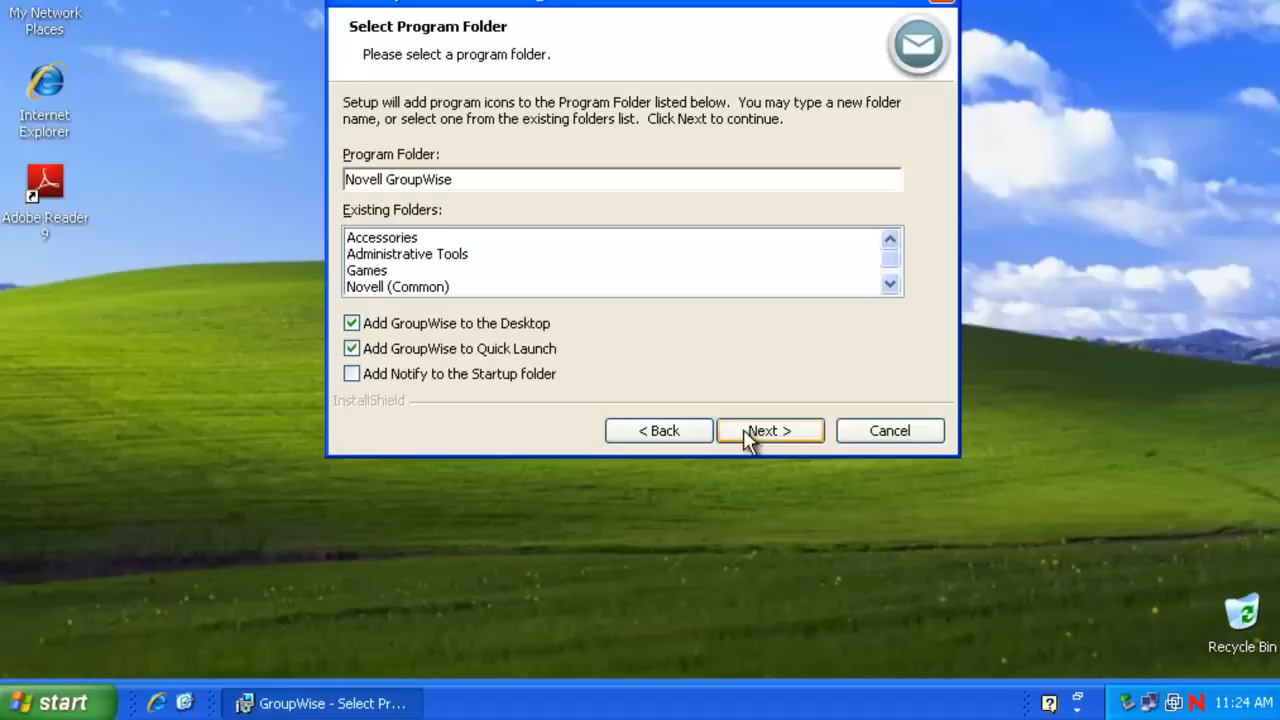 My Network
Places
Internet
Explorer
Adobe Reader
9
Select Program Folder
Please select a program folder.
Setup will add program icons to the Program Folder listed below.  You may type a new folder
name, or select one from the existing folders list.  Click Next to continue.
Program Folder:
Novell GroupWise
Existing Folders:
Accessories
Administrative Tools
Games
Novell (Common)
Add GroupWise to the Desktop
Add GroupWise to Quick Launch
Add Notify to the Startup folder
InstallShield
< Back
Next >
Cancel
Recycle Bin
start
GroupWise - Select Pr...
11:24 AM